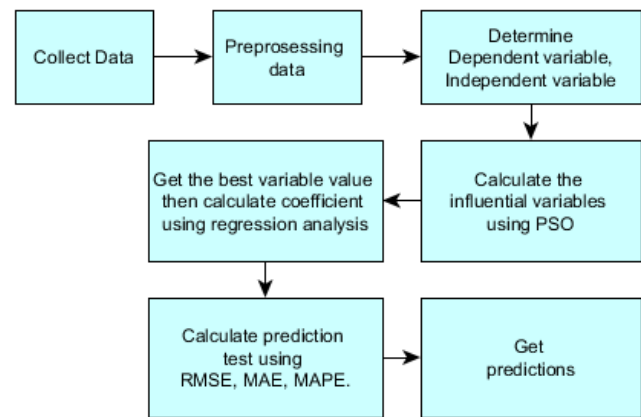 Collect Data
Preprosessing
data
Determine
Dependent variable,
Independent variable
Calculate the
influential variables
using PSO
Get the best variable value
then calculate coefficient
using regression analysis
Calculate prediction
test using
RMSE, MAE, MAPE.
Get
predictions